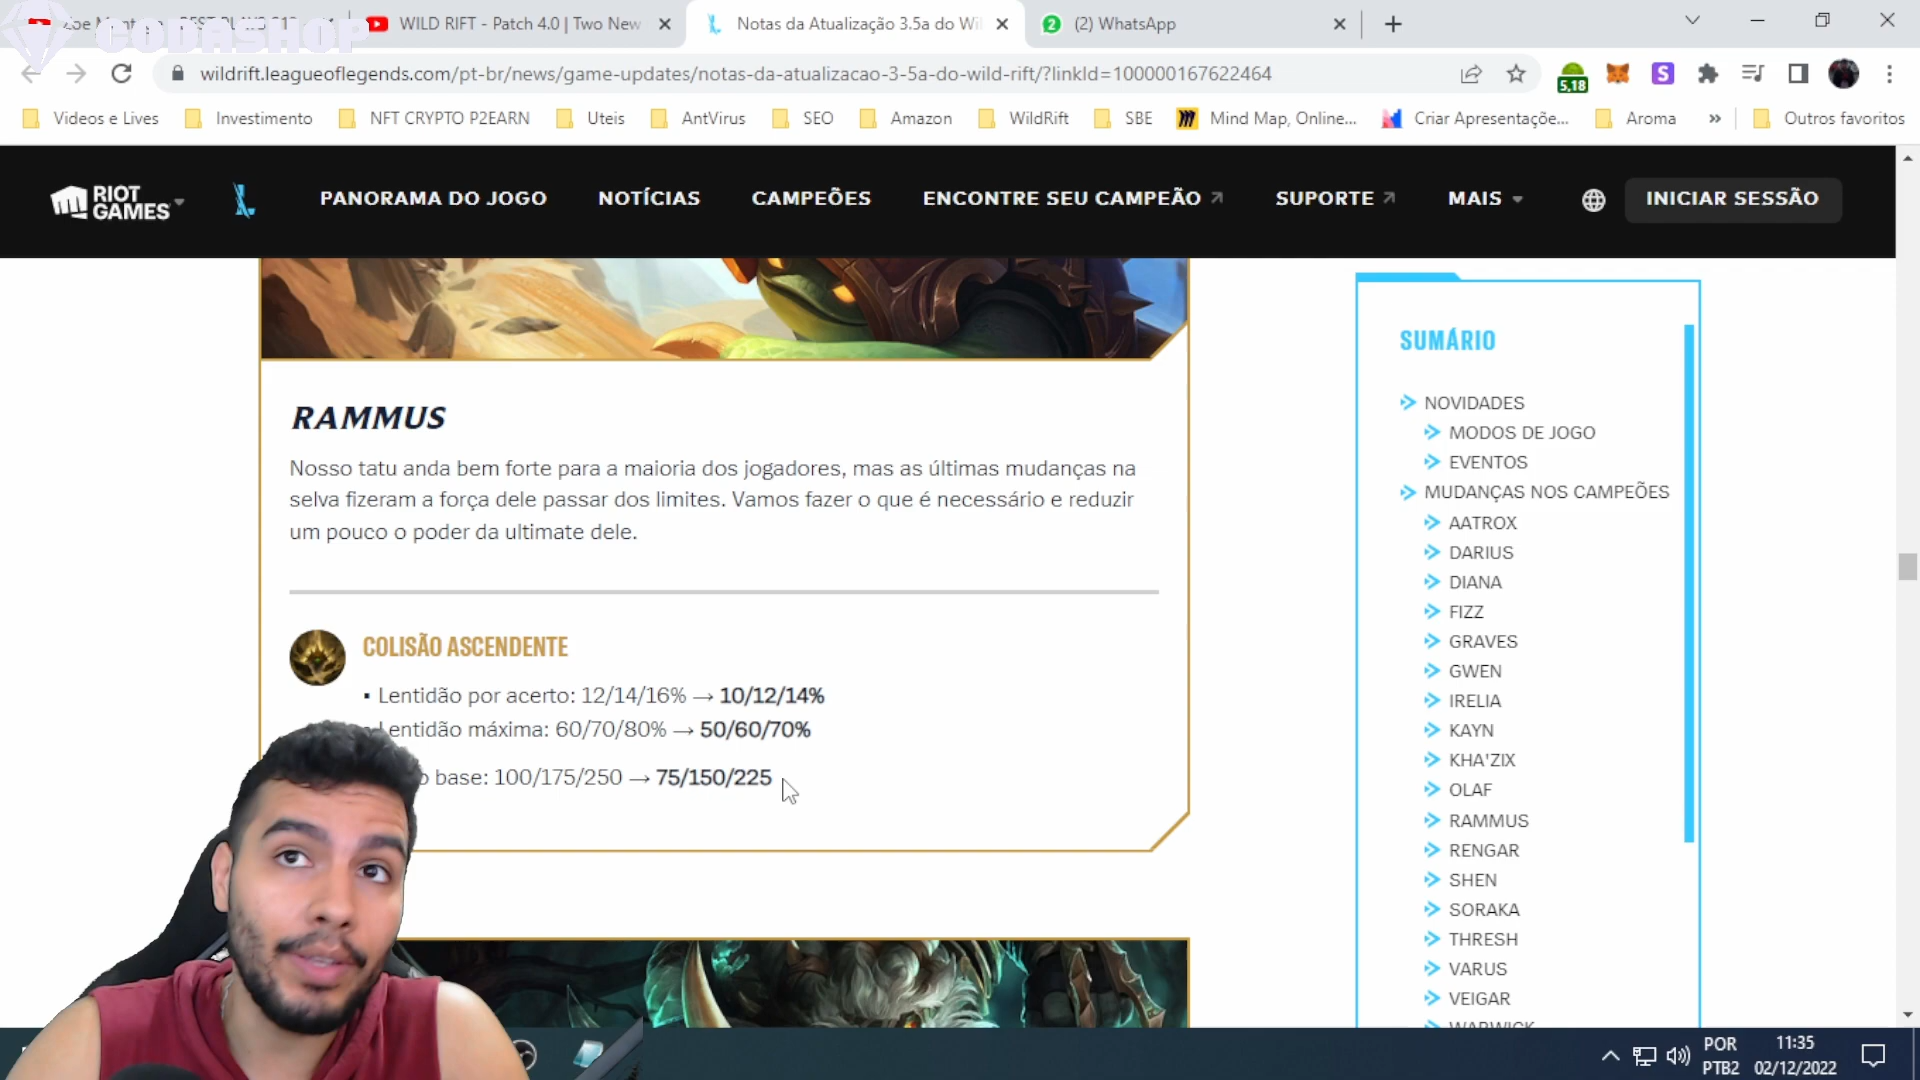 CODASHOP
WILD RIFT - Patch 4.0 | Two New
Notas da Atualização 3.5a do Wi
(2) WhatsApp
wildrift.leagueoflegends.com/pt-br/news/game-updates/notas-da-atualizacao-3-5a-do-wild-rift/?linkId=100000167622464
5,18
Videos e Lives
Investimento
NFT CRYPTO P2EARN
Uteis
AntVirus
SEO
Amazon
WildRift
SBE
Mind Map, Online...
Criar Apresentaçõe...
Aroma
Outros favoritos
RIOT
GAMES
PANORAMA DO JOGO
NOTÍCIAS
CAMPEÕES
ENCONTRE SEU CAMPEÃO
SUPORTE
MAIS
INICIAR SESSÃO
RAMMUS
Nosso tatu anda bem forte para a maioria dos jogadores, mas as últimas mudanças na
selva fizeram a força dele passar dos limites. Vamos fazer o que é necessário e reduzir
um pouco o poder da ultimate dele.
COLISÃO ASCENDENTE
▪ Lentidão por acerto: 12/14/16% → 10/12/14%
Lentidão máxima: 60/70/80% → 50/60/70%
base: 100/175/250 → 75/150/225
SUMÁRIO
NOVIDADES
MODOS DE JOGO
EVENTOS
MUDANÇAS NOS CAMPEÕES
AATROX
DARIUS
DIANA
FIZZ
GRAVES
GWEN
IRELIA
KAYN
KHA'ZIX
OLAF
RAMMUS
RENGAR
SHEN
SORAKA
THRESH
VARUS
VEIGAR
WARWICK
POR
PTB2
11:35
02/12/2022